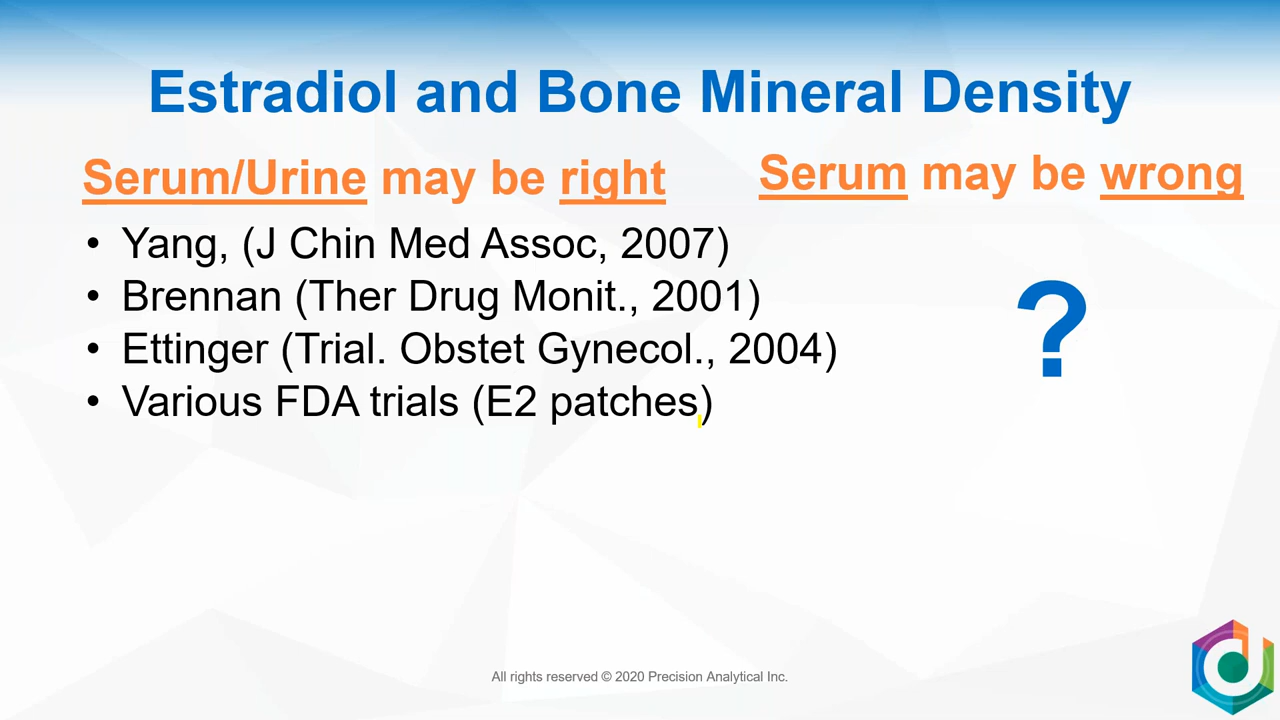 Estradiol and Bone Mineral Density
Serum/Urine may be right
• Yang, (J Chin Med Assoc, 2007)
• Brennan (Ther Drug Monit., 2001)
• Ettinger (Trial. Obstet Gynecol., 2004)
• Various FDA trials (E2 patches)
Serum may be wrong
?
All rights reserved © 2020 Precision Analytical Inc.